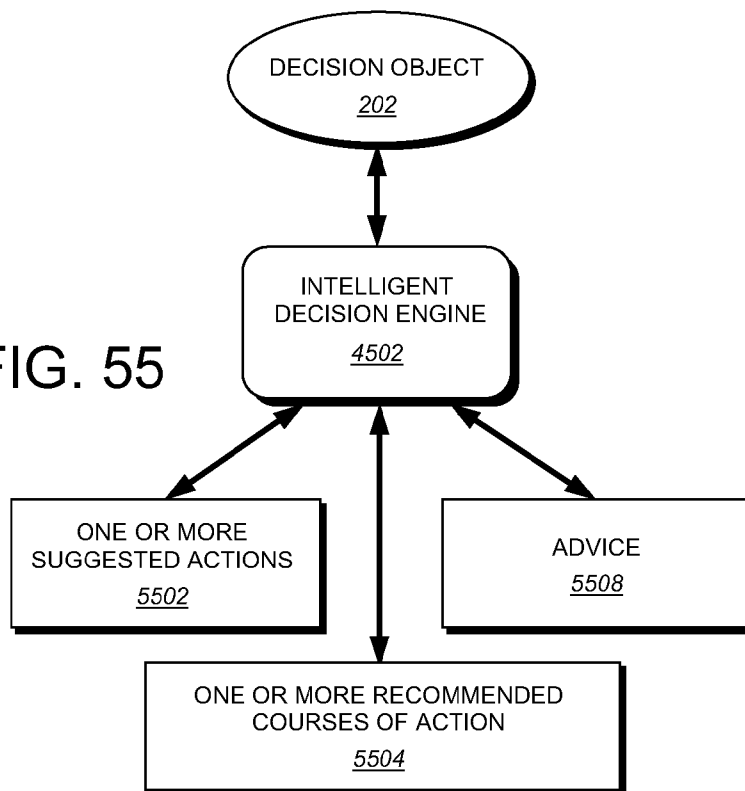 DECISION OBJECT
202
INTELLIGENT
DECISION ENGINE
4502
FIG. 55
ONE OR MORE
SUGGESTED ACTIONS
5502
ADVICE
5508
ONE OR MORE RECOMMENDED
COURSES OF ACTION
5504